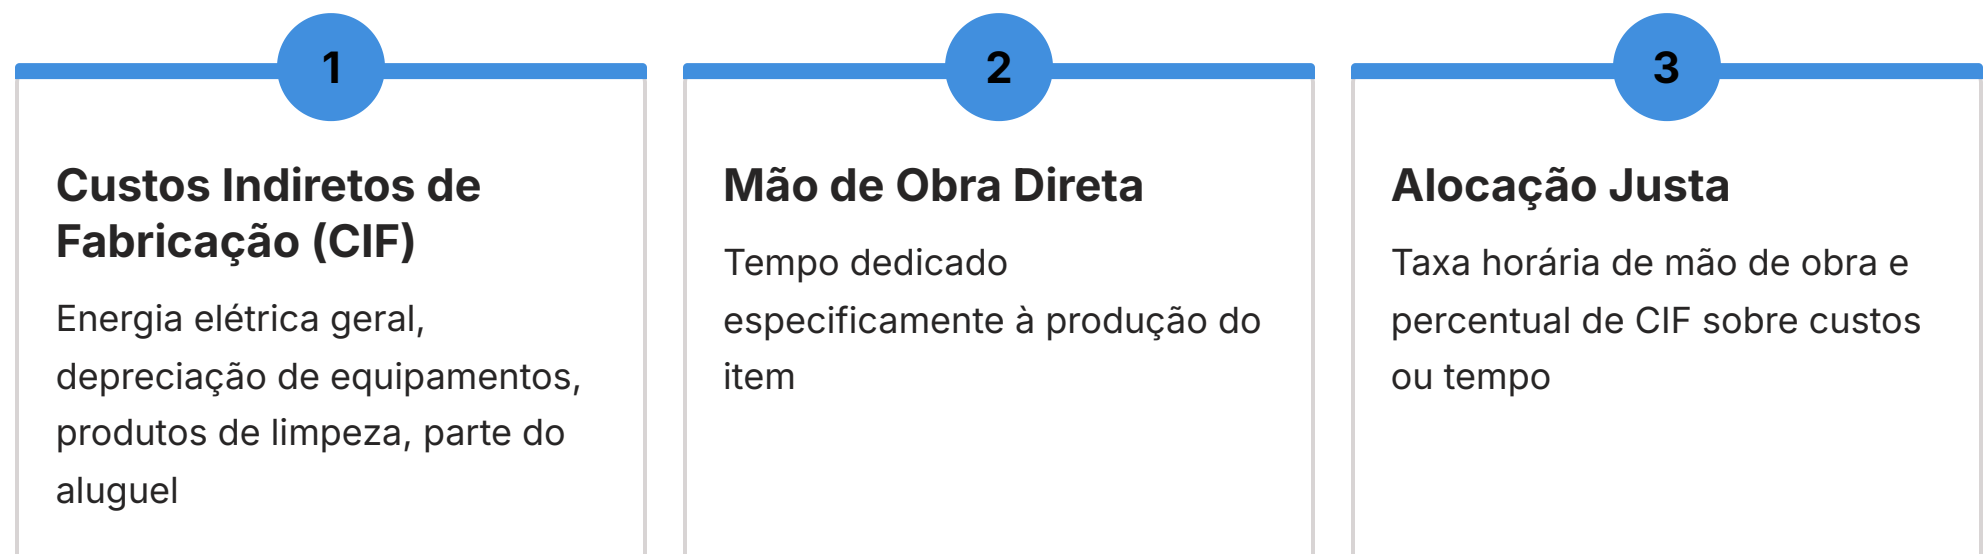 1
Custos Indiretos de
Fabricação (CIF)
Energia elétrica geral,
depreciação de equipamentos,
produtos de limpeza, parte do
aluguel
2
Mão de Obra Direta
Tempo dedicado
especificamente à produção do
item
3
Alocação Justa
Taxa horária de mão de obra e
percentual de CIF sobre custos
ou tempo